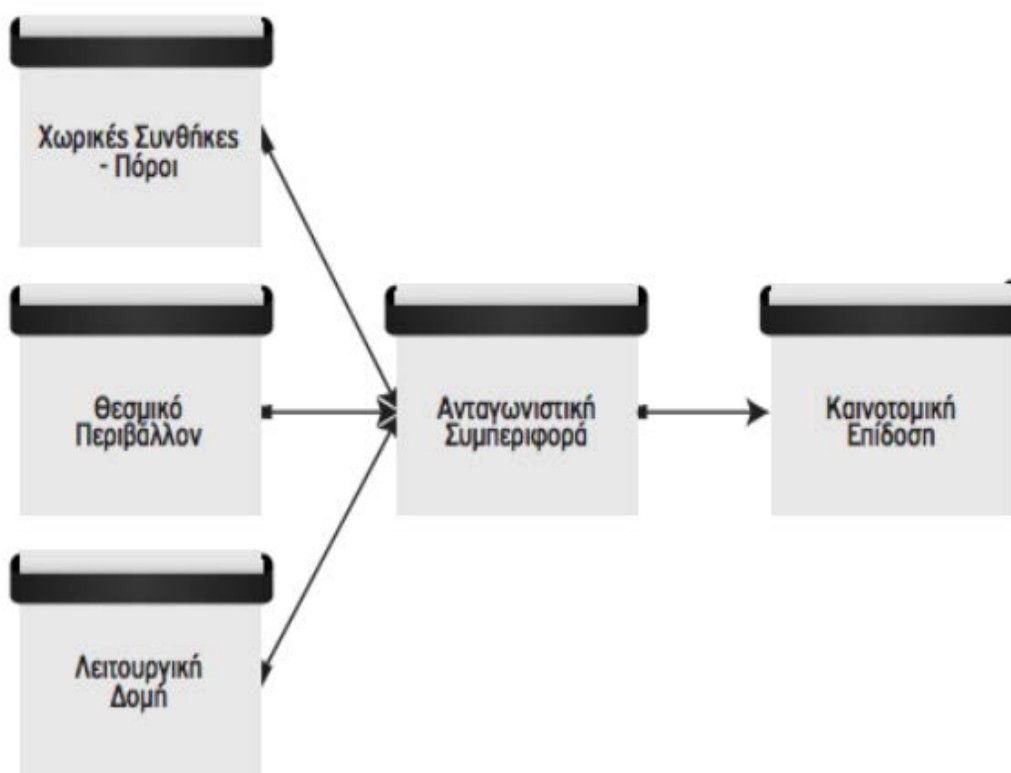 Χωρικές Συνθήκες
- Πόροι
Θεσμικό
Περιβάλλον
Ανταγωνιστική
Συμπεριφορά
Καινοτομική
Επίδοση
Λειτουργική
Δομή